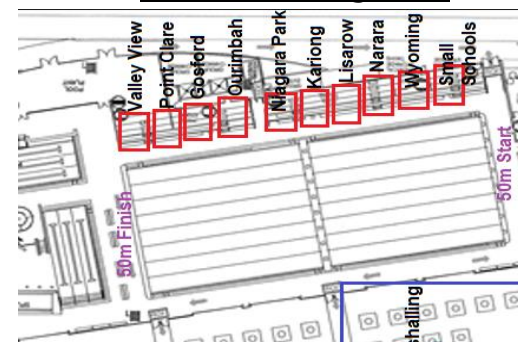 Valley View
Point Clare
Gosford
Ourimbah
Niagara Park
Kariong
Lisarow
Narara
Wyoming
Small
Schools
50m Finish
50m Start
shalling